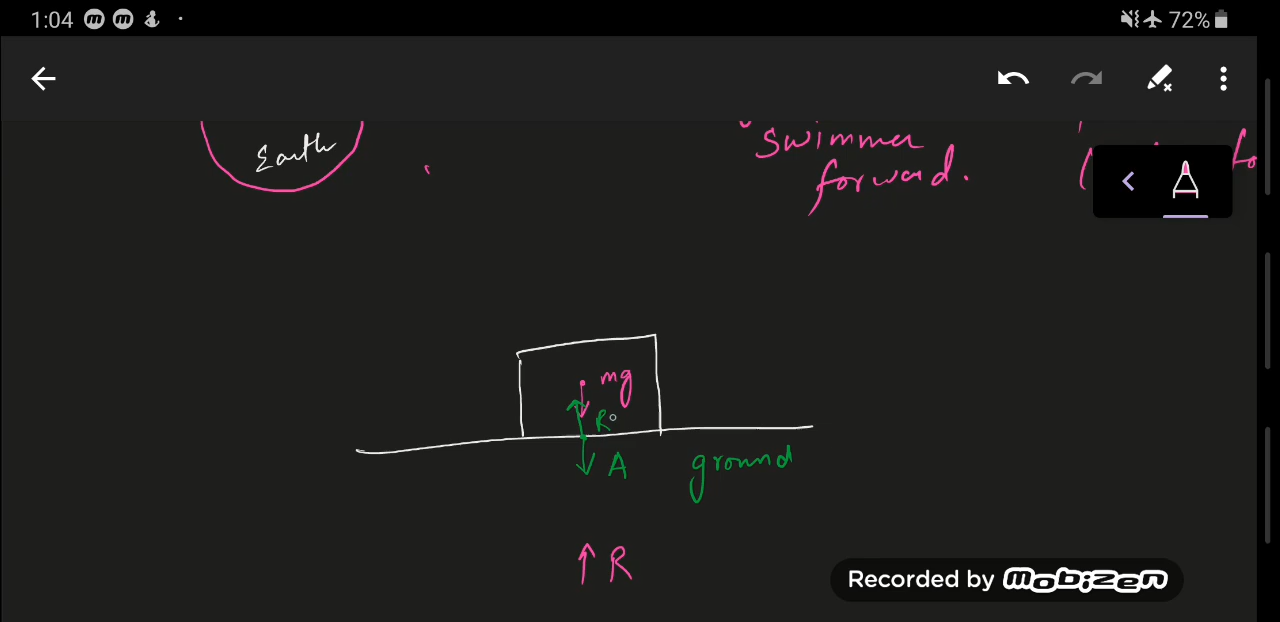 1:04 72%
Earth
swimmer
forward.
mg
R
A
ground
R
Recorded by mobizen